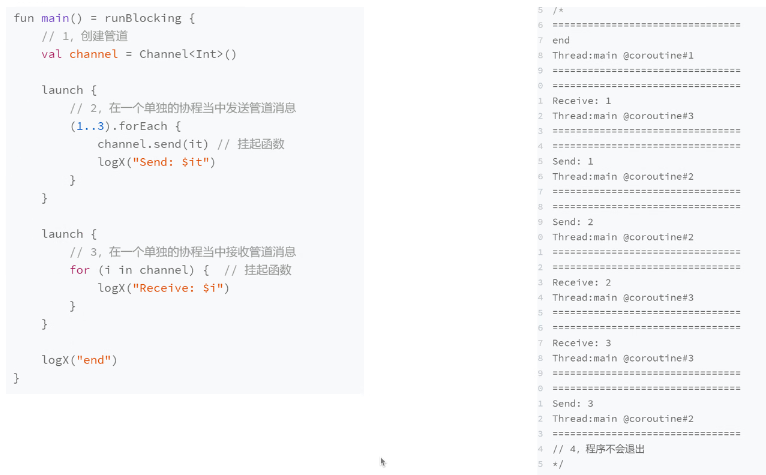 fun main() = runBlocking {
// 1, 创建管道
val channel = Channel<Int>()
launch {
// 2, 在一个单独的协程当中发送管道消息
(1..3).forEach {
channel.send(it) // 挂起函数
logX("Send: $it")
}
}
launch {
// 3, 在一个单独的协程当中接收管道消息
for (i in channel) {  // 挂起函数
logX("Receive: $i")
}
}
logX("end")
}
5 /*
6 ================================
7 end
8 Thread:main @coroutine#1
9 ================================
0 ================================
1 Receive: 1
2 Thread:main @coroutine#3
3 ================================
4 ================================
5 Send: 1
6 Thread:main @coroutine#2
7 ================================
8 ================================
9 Send: 2
0 Thread:main @coroutine#2
1 ================================
2 ================================
3 Receive: 2
4 Thread:main @coroutine#3
5 ================================
6 ================================
7 Receive: 3
8 Thread:main @coroutine#3
9 ================================
0 ================================
1 Send: 3
2 Thread:main @coroutine#2
3 ================================
4 // 4, 程序不会退出
5 */